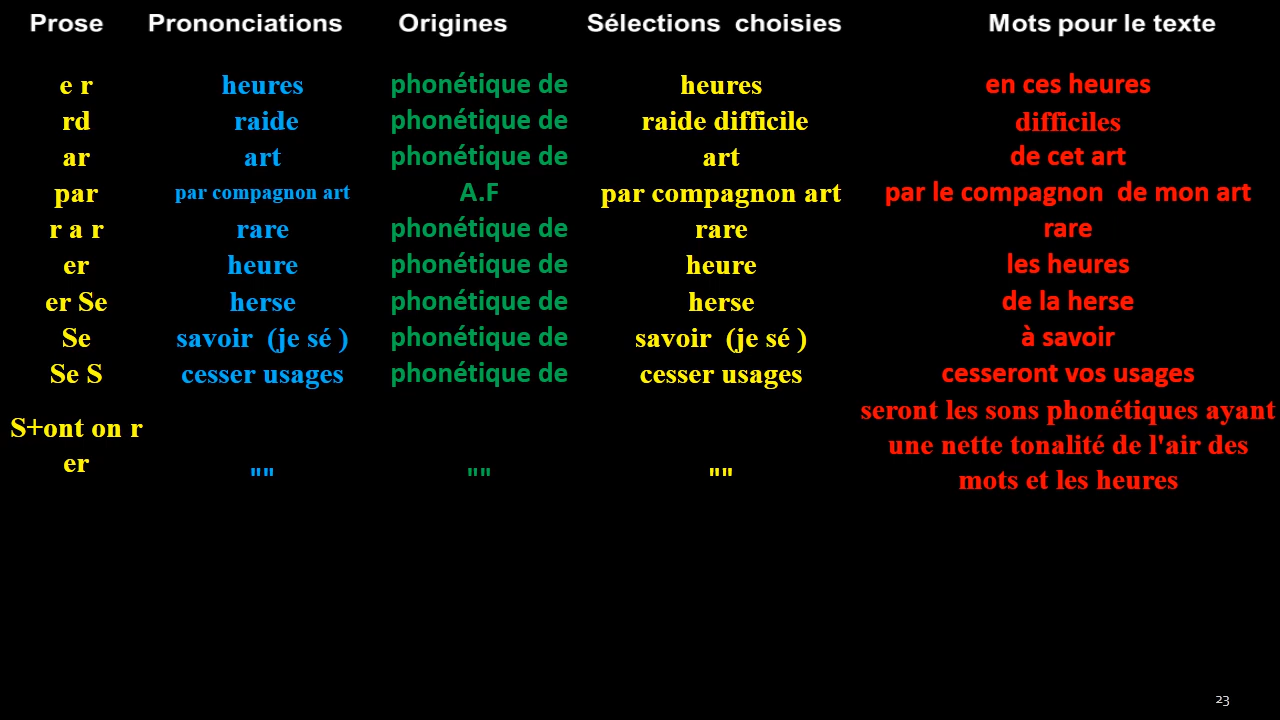 Prose Prononciations Origines Sélections choisies Mots pour le texte
e r heures phonétique de heures en ces heures
rd raide phonétique de raide difficile difficiles
ar art phonétique de art de cet art
par par compagnon art A.F par compagnon art par le compagnon de mon art
r a r rare phonétique de rare rare
er heure phonétique de heure les heures
er Se herse phonétique de herse de la herse
Se savoir (je sé ) phonétique de savoir (je sé ) à savoir
Se S cesser usages phonétique de cesser usages cesseront vos usages
S+ont on r
er
"" "" ""
seront les sons phonétiques ayant
une nette tonalité de l'air des
mots et les heures
23